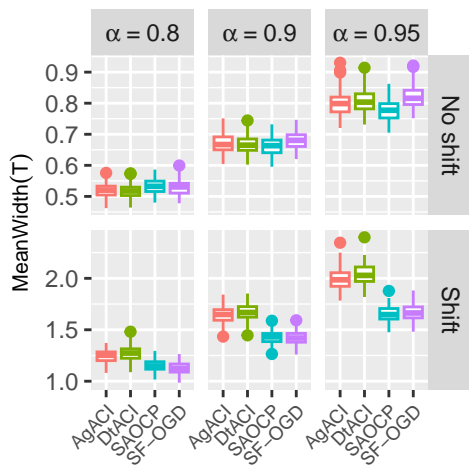 α = 0.8 α = 0.9 α = 0.95
MeanWidth(T)
0.9
0.8
0.7
0.6
0.5
No shift
2.0
1.5
1.0
Shift
AgACI DtACI SAOCP SF−OGD AgACI DtACI SAOCP SF−OGD AgACI DtACI SAOCP SF−OGD